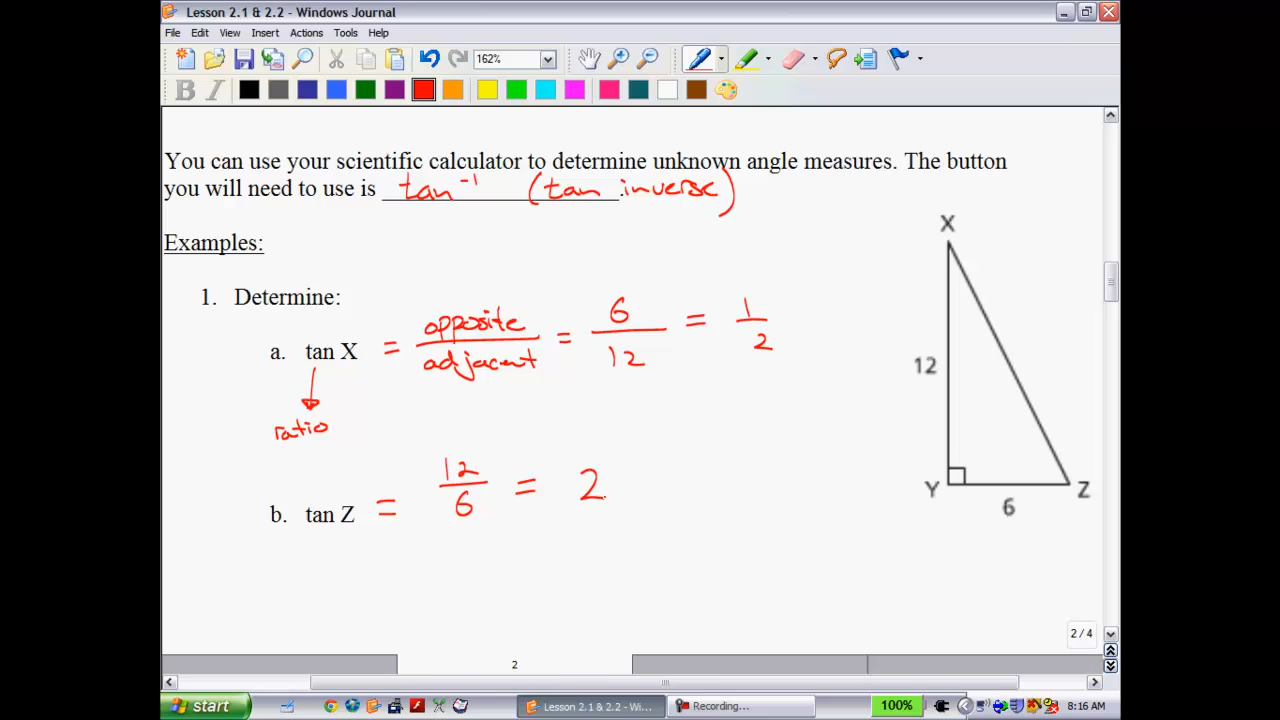 Lesson 2.1 & 2.2 - Windows Journal
File Edit View Insert Actions Tools Help
162%
B I
You can use your scientific calculator to determine unknown angle measures. The button
you will need to use is tan⁻¹ (tan inverse)
Examples:
1. Determine:
a. tan X = opposite/adjacent = 6/12 = 1/2
ratio
b. tan Z = 12/6 = 2
X
12
Y
Z
6
2 / 4
2
start
Lesson 2.1 & 2.2 - Wi...
Recording...
100%
8:16 AM